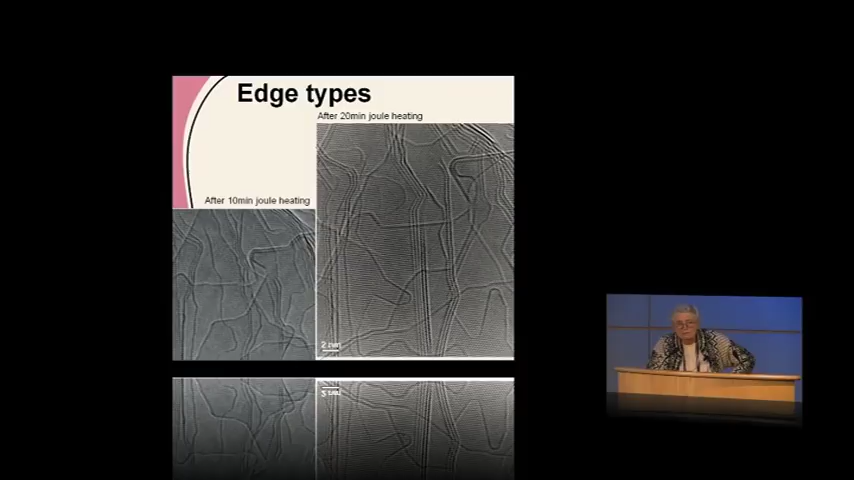 Edge types
After 20min joule heating
After 10min joule heating
2 nm